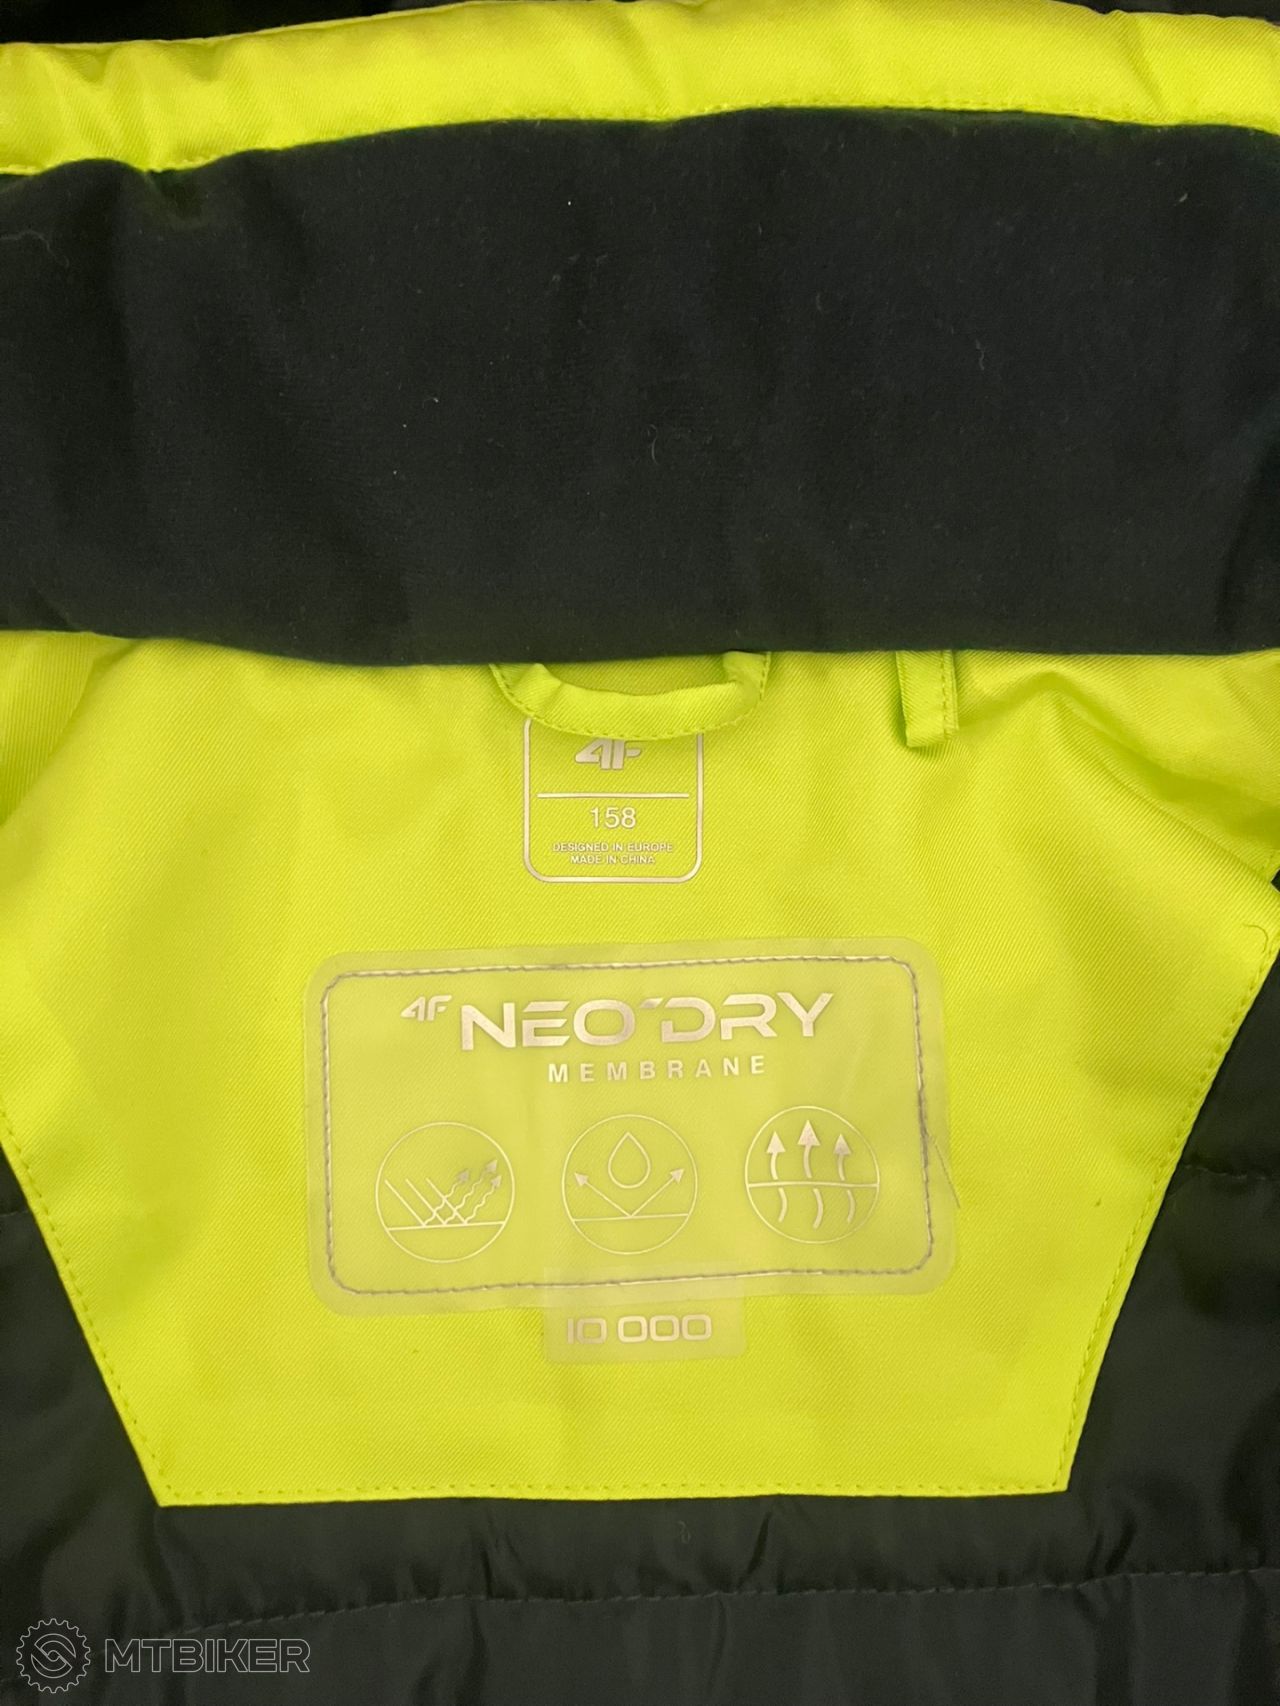 4F
158
DESIGNED IN EUROPE
MADE IN CHINA
4F NEO'DRY
MEMBRANE
10 000
MTBIKER